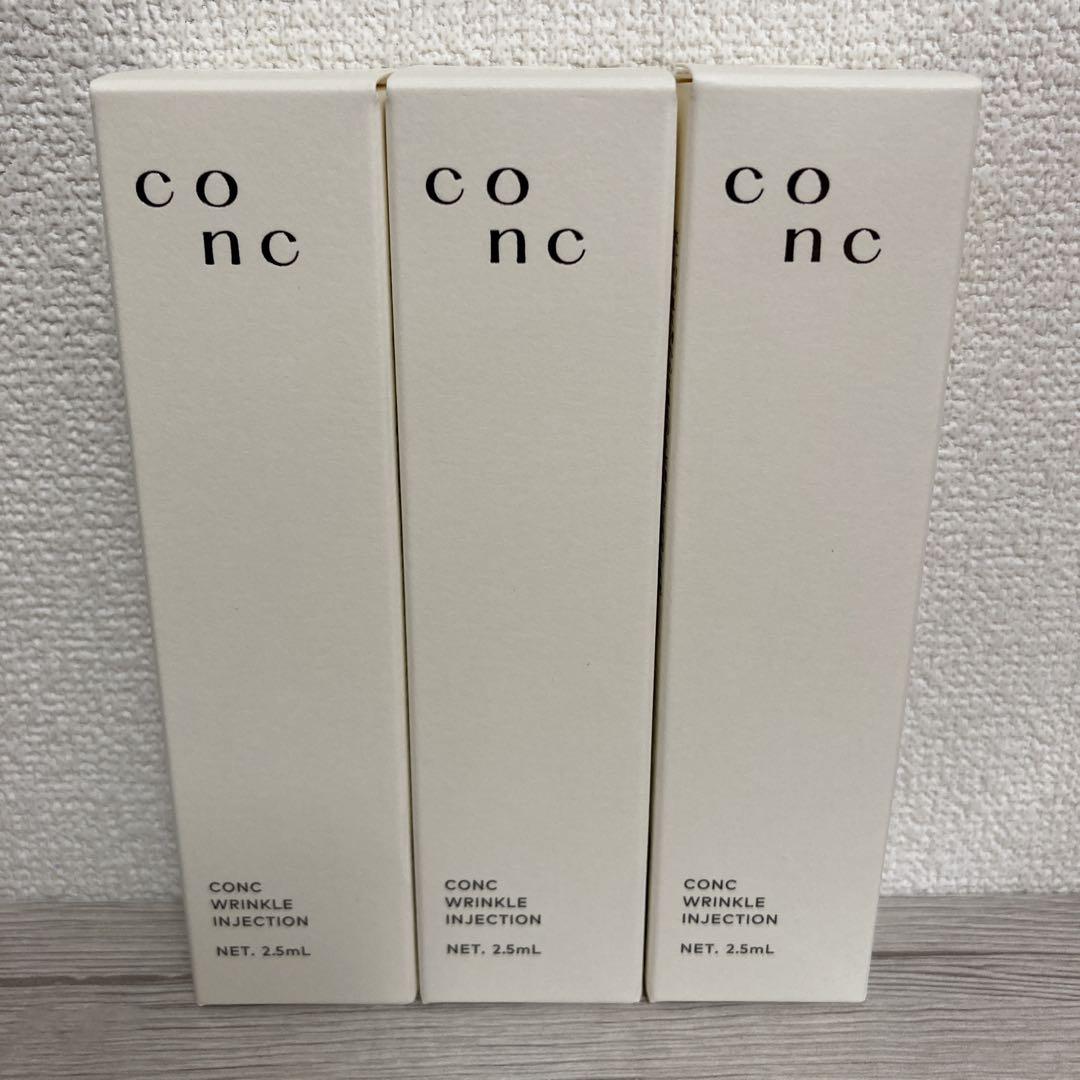 co
nc
CONC
WRINKLE
INJECTION
NET. 2.5mL
co
nc
CONC
WRINKLE
INJECTION
NET. 2.5mL
co
nc
CONC
WRINKLE
INJECTION
NET. 2.5mL